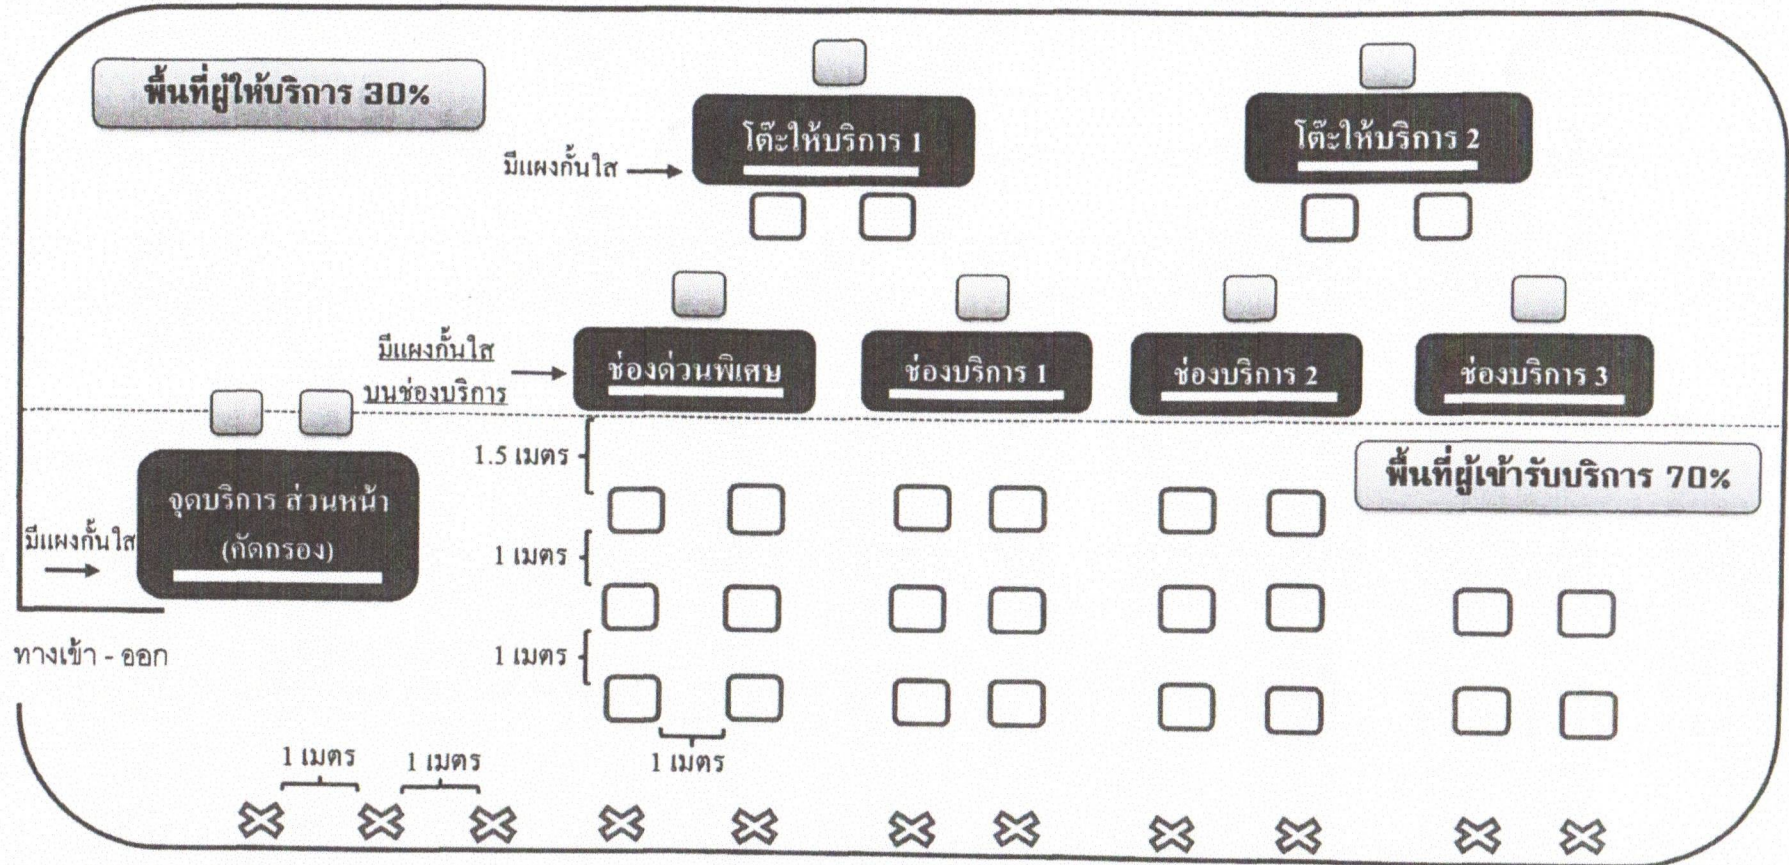 พื้นที่ผู้ให้บริการ 30%
โต๊ะให้บริการ 1
โต๊ะให้บริการ 2
มีแผงกั้นใส
มีแผงกั้นใส
บนช่องบริการ
ช่องด่วนพิเศษ
ช่องบริการ 1
ช่องบริการ 2
ช่องบริการ 3
1.5 เมตร
พื้นที่ผู้เข้ารับบริการ 70%
จุดบริการ ส่วนหน้า
(คัดกรอง)
มีแผงกั้นใส
1 เมตร
1 เมตร
ทางเข้า - ออก
1 เมตร
1 เมตร
1 เมตร